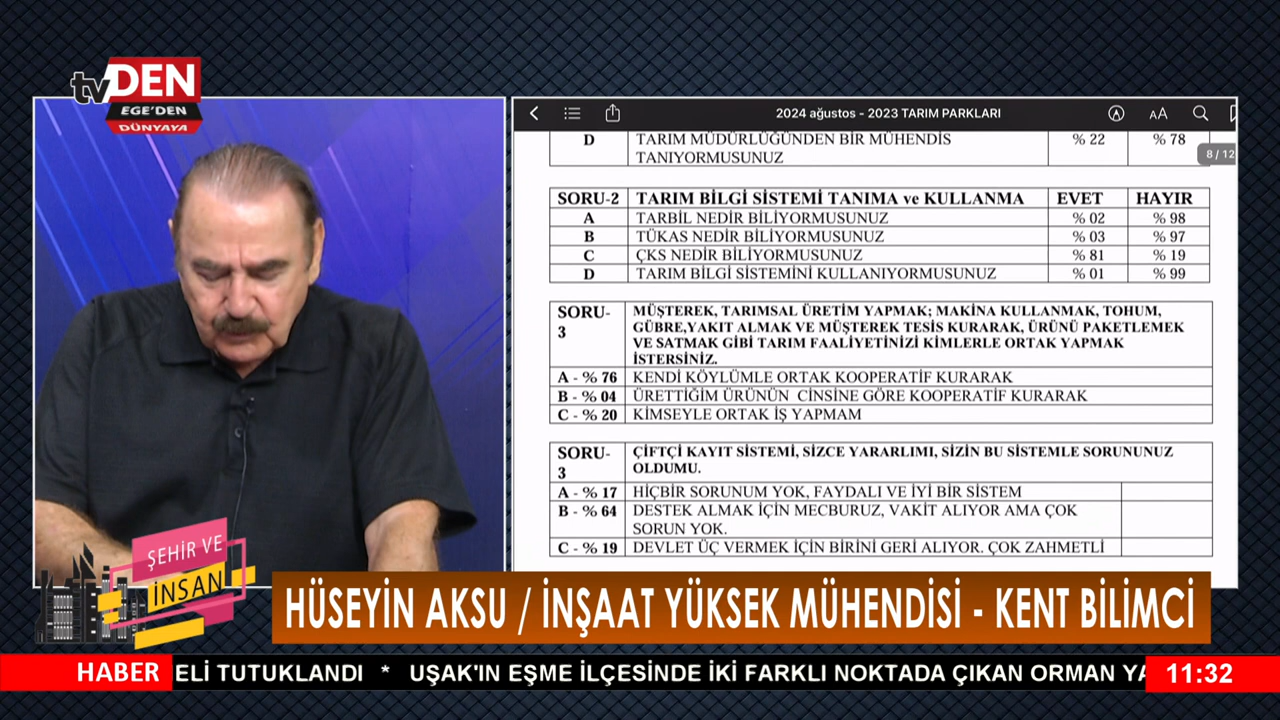 tvDEN
EGE'DEN
DÜNYAYA
2024 ağustos - 2023 TARIM PARKLARI
AA
8 / 12
D TARIM MÜDÜRLÜĞÜNDEN BİR MÜHENDİS % 22 % 78
TANIYORMUSUNUZ
SORU-2 TARIM BİLGİ SİSTEMİ TANIMA ve KULLANMA EVET HAYIR
A TARBİL NEDİR BİLİYORMUSUNUZ % 02 % 98
B TÜKAS NEDİR BİLİYORMUSUNUZ % 03 % 97
C ÇKS NEDİR BİLİYORMUSUNUZ % 81 % 19
D TARIM BİLGİ SİSTEMİNİ KULLANIYORMUSUNUZ % 01 % 99
SORU-
3
MÜŞTEREK, TARIMSAL ÜRETİM YAPMAK; MAKİNA KULLANMAK, TOHUM,
GÜBRE,YAKIT ALMAK VE MÜŞTEREK TESİS KURARAK, ÜRÜNÜ PAKETLEMEK
VE SATMAK GİBİ TARIM FAALİYETİNİZİ KİMLERLE ORTAK YAPMAK
İSTERSİNİZ.
A - % 76 KENDİ KÖYLÜMLE ORTAK KOOPERATİF KURARAK
B - % 04 ÜRETTİĞİM ÜRÜNÜN CİNSİNE GÖRE KOOPERATİF KURARAK
C - % 20 KİMSEYLE ORTAK İŞ YAPMAM
SORU-
3
ÇİFTÇİ KAYIT SİSTEMİ, SİZCE YARARLIMI, SİZİN BU SİSTEMLE SORUNUNUZ
OLDUMU.
A - % 17 HİÇBİR SORUNUM YOK, FAYDALI VE İYİ BİR SİSTEM
B - % 64 DESTEK ALMAK İÇİN MECBURUZ, VAKİT ALIYOR AMA ÇOK
SORUN YOK.
C - % 19 DEVLET ÜÇ VERMEK İÇİN BİRİNİ GERİ ALIYOR. ÇOK ZAHMETLİ
ŞEHİR VE
İNSAN
HÜSEYİN AKSU / İNŞAAT YÜKSEK MÜHENDİSİ - KENT BİLİMCİ
HABER ELİ TUTUKLANDI * UŞAK'IN EŞME İLÇESİNDE İKİ FARKLI NOKTADA ÇIKAN ORMAN YA 11:32